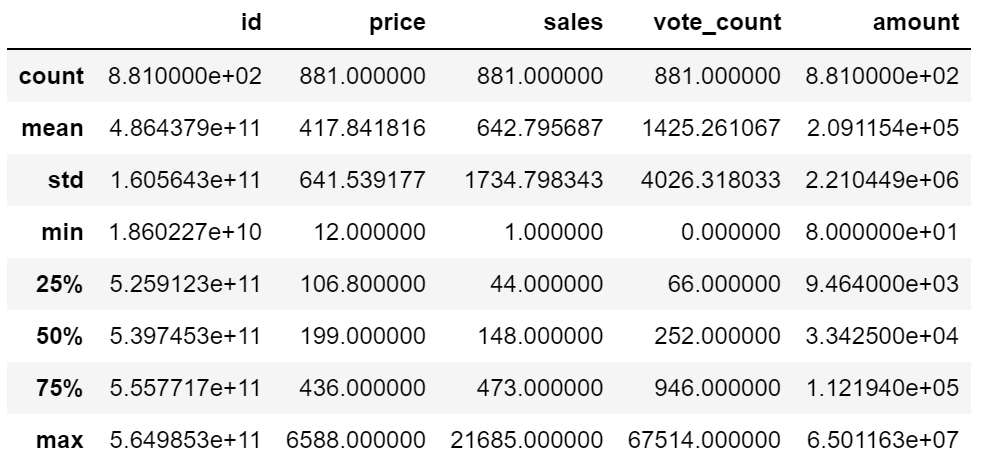 id price sales vote_count amount
count 8.810000e+02 881.000000 881.000000 881.000000 8.810000e+02
mean 4.864379e+11 417.841816 642.795687 1425.261067 2.091154e+05
std 1.605643e+11 641.539177 1734.798343 4026.318033 2.210449e+06
min 1.860227e+10 12.000000 1.000000 0.000000 8.000000e+01
25% 5.259123e+11 106.800000 44.000000 66.000000 9.464000e+03
50% 5.397453e+11 199.000000 148.000000 252.000000 3.342500e+04
75% 5.557717e+11 436.000000 473.000000 946.000000 1.121940e+05
max 5.649853e+11 6588.000000 21685.000000 67514.000000 6.501163e+07